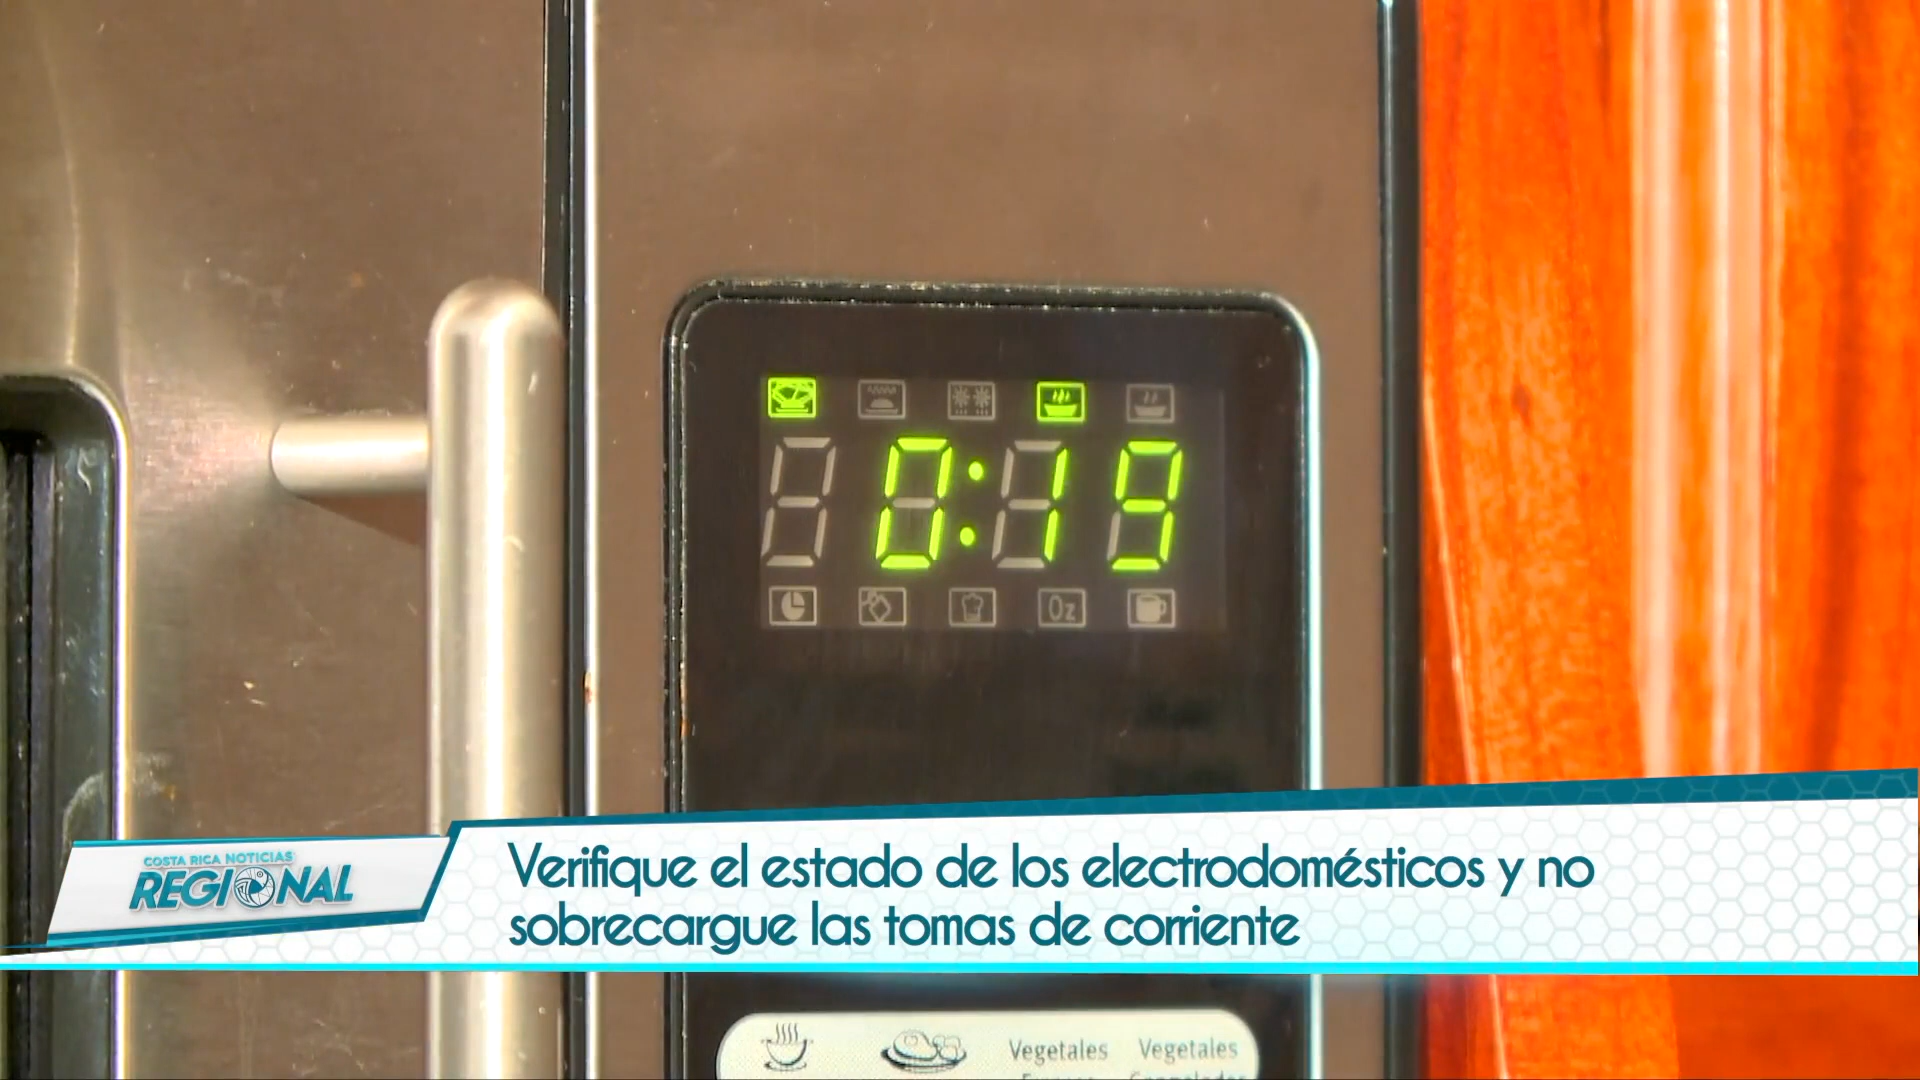 0:19
Oz
COSTA RICA NOTICIAS
REGIONAL
Verifique el estado de los electrodomésticos y no
sobrecargue las tomas de corriente
Vegetales Vegetales